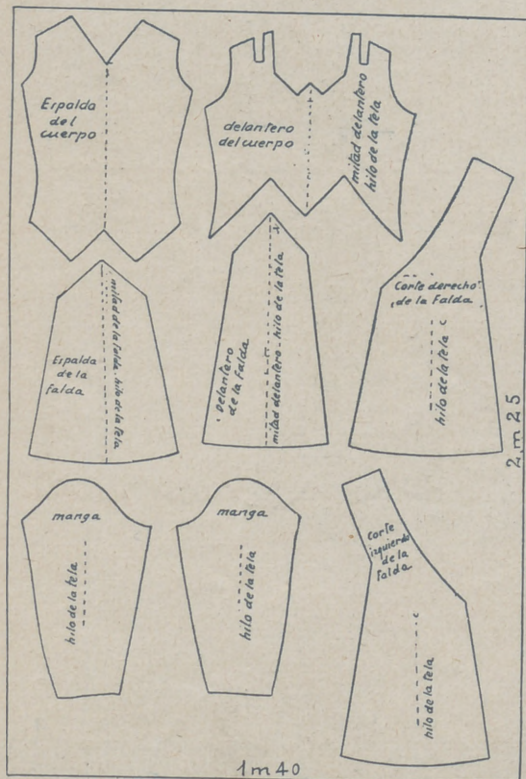 Espalda
del
cuerpo
delantero
del cuerpo
mitad delantero
hilo de la tela
Corte derecho
de la Falda
hilo de la tela
Espalda
de la
falda
mitad de la falda - hilo de la tela
Delantero
de la Falda
mitad delantero - hilo de la tela
2,m 25
manga
hilo de la tela
manga
hilo de la tela
Corte
izquierdo
de la
falda
hilo de la tela
1m40